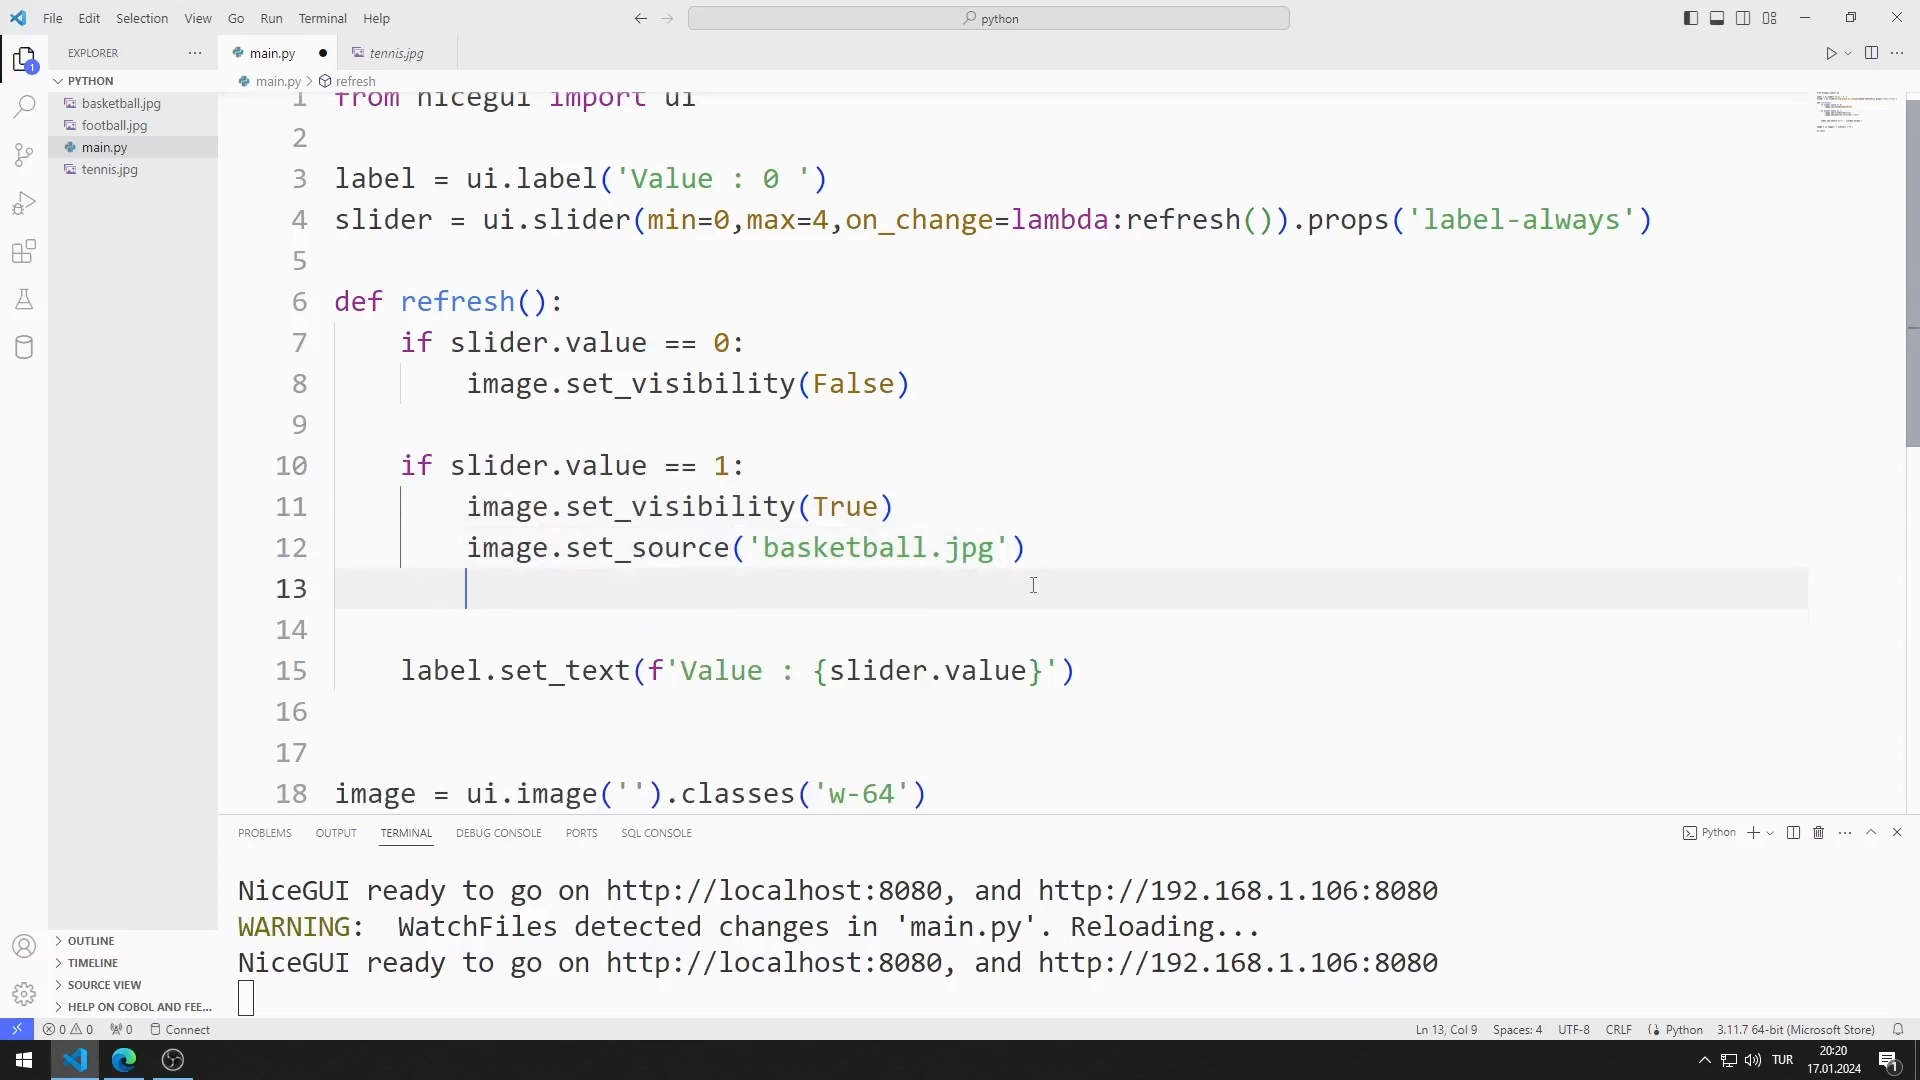 File Edit Selection View Go Run Terminal Help
python
EXPLORER
main.py
tennis.jpg
PYTHON
main.py > refresh
basketball.jpg
football.jpg
main.py
tennis.jpg
1 from nicegui import ui
2
3 label = ui.label('Value : 0 ')
4 slider = ui.slider(min=0,max=4,on_change=lambda:refresh()).props('label-always')
5
6 def refresh():
7 if slider.value == 0:
8 image.set_visibility(False)
9
10 if slider.value == 1:
11 image.set_visibility(True)
12 image.set_source('basketball.jpg')
13
14
15 label.set_text(f'Value : {slider.value}')
16
17
18 image = ui.image('').classes('w-64')
PROBLEMS OUTPUT TERMINAL DEBUG CONSOLE PORTS SQL CONSOLE
Python
NiceGUI ready to go on http://localhost:8080, and http://192.168.1.106:8080
WARNING: WatchFiles detected changes in 'main.py'. Reloading...
NiceGUI ready to go on http://localhost:8080, and http://192.168.1.106:8080
OUTLINE
TIMELINE
SOURCE VIEW
HELP ON COBOL AND FEE...
0 0 0 Connect
Ln 13, Col 9 Spaces: 4 UTF-8 CRLF Python 3.11.7 64-bit (Microsoft Store)
TUR
20:20
17.01.2024
1
1